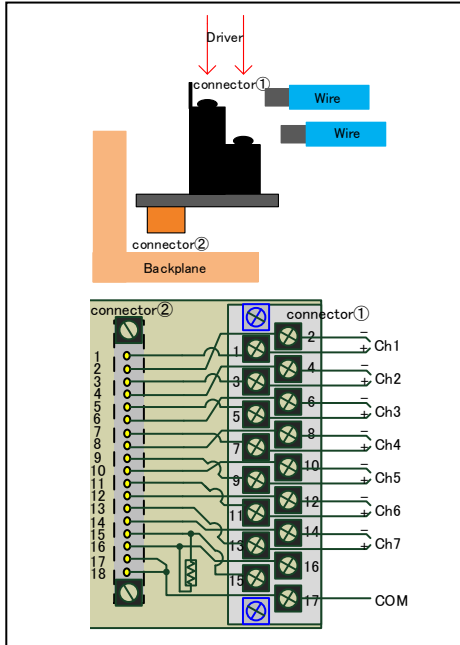 Driver
connector①
Wire
Wire
connector②
Backplane
connector② connector①
1
2
3
4
5
6
7
8
9
10
11
12
13
14
15
16
17
18
1
2
3
4
5
6
7
8
9
10
11
12
13
14
15
16
17
− + Ch1
− + Ch2
− + Ch3
− + Ch4
− + Ch5
− + Ch6
− + Ch7
COM